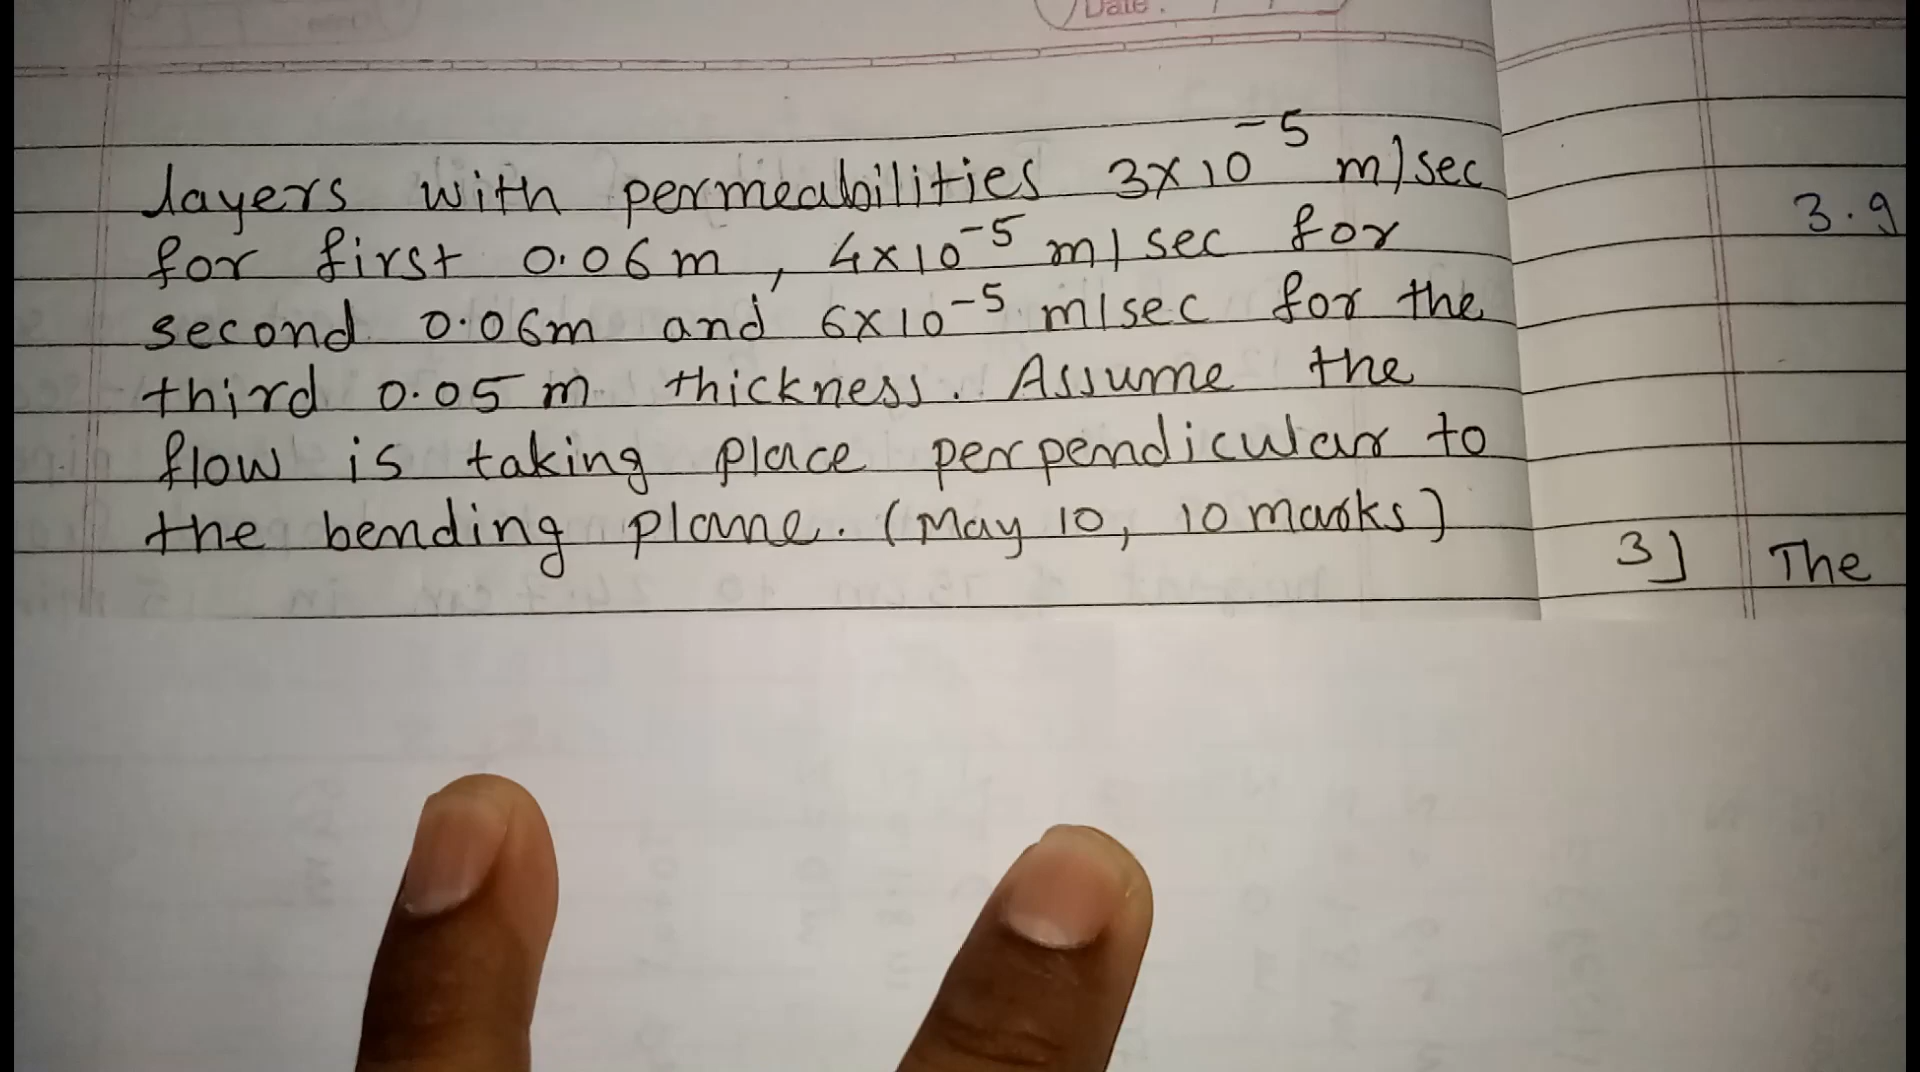 Date.
layers with permeabilities 3x10⁻⁵ m/sec
for first 0.06m, 4x10⁻⁵ m/sec for
second 0.06m and 6x10⁻⁵ m/sec for the
third 0.05m thickness. Assume the
flow is taking place perpendicular to
the bending plane. (May 10, 10 marks)
3.9
3] The